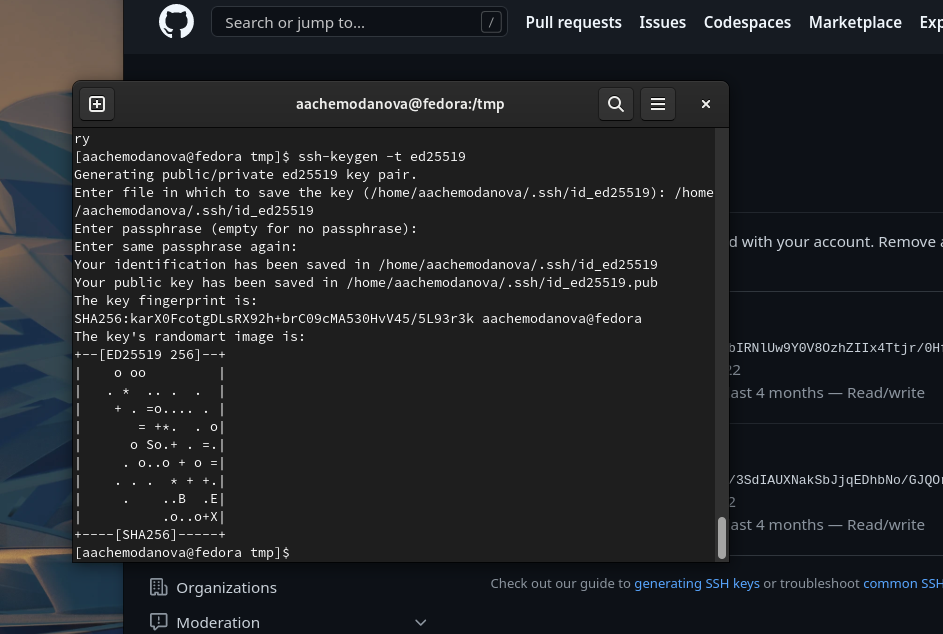 Search or jump to...
/
Pull requests
Issues
Codespaces
Marketplace
Exp
aachemodanova@fedora:/tmp
ry
[aachemodanova@fedora tmp]$ ssh-keygen -t ed25519
Generating public/private ed25519 key pair.
Enter file in which to save the key (/home/aachemodanova/.ssh/id_ed25519): /home
/aachemodanova/.ssh/id_ed25519
Enter passphrase (empty for no passphrase):
Enter same passphrase again:
Your identification has been saved in /home/aachemodanova/.ssh/id_ed25519
Your public key has been saved in /home/aachemodanova/.ssh/id_ed25519.pub
The key fingerprint is:
SHA256:karX0FcotgDLsRX92h+brC09cMA530HvV45/5L93r3k aachemodanova@fedora
The key's randomart image is:
+--[ED25519 256]--+
|    o oo         |
|   . *  .. .  .  |
|    + . =o.... . |
|       = +*.  . o|
|      o So.+ . =.|
|     . o..o + o =|
|    . . .  * + +.|
|     .    ..B  .E|
|          .o..o+X|
+----[SHA256]-----+
[aachemodanova@fedora tmp]$
d with your account. Remove a
bIRNlUw9Y0V8OzhZIIx4Ttjr/0H
22
ast 4 months — Read/write
/3SdIAUXNakSbJjqEDhbNo/GJQO
2
ast 4 months — Read/write
Organizations
Check out our guide to generating SSH keys or troubleshoot common SSH
Moderation